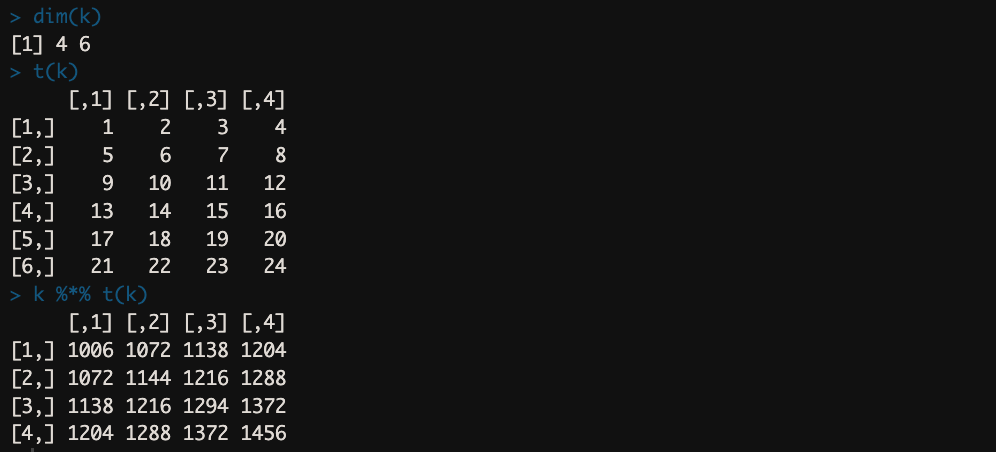 > dim(k)
[1] 4 6
> t(k)
     [,1] [,2] [,3] [,4]
[1,]    1    2    3    4
[2,]    5    6    7    8
[3,]    9   10   11   12
[4,]   13   14   15   16
[5,]   17   18   19   20
[6,]   21   22   23   24
> k %*% t(k)
     [,1] [,2] [,3] [,4]
[1,] 1006 1072 1138 1204
[2,] 1072 1144 1216 1288
[3,] 1138 1216 1294 1372
[4,] 1204 1288 1372 1456